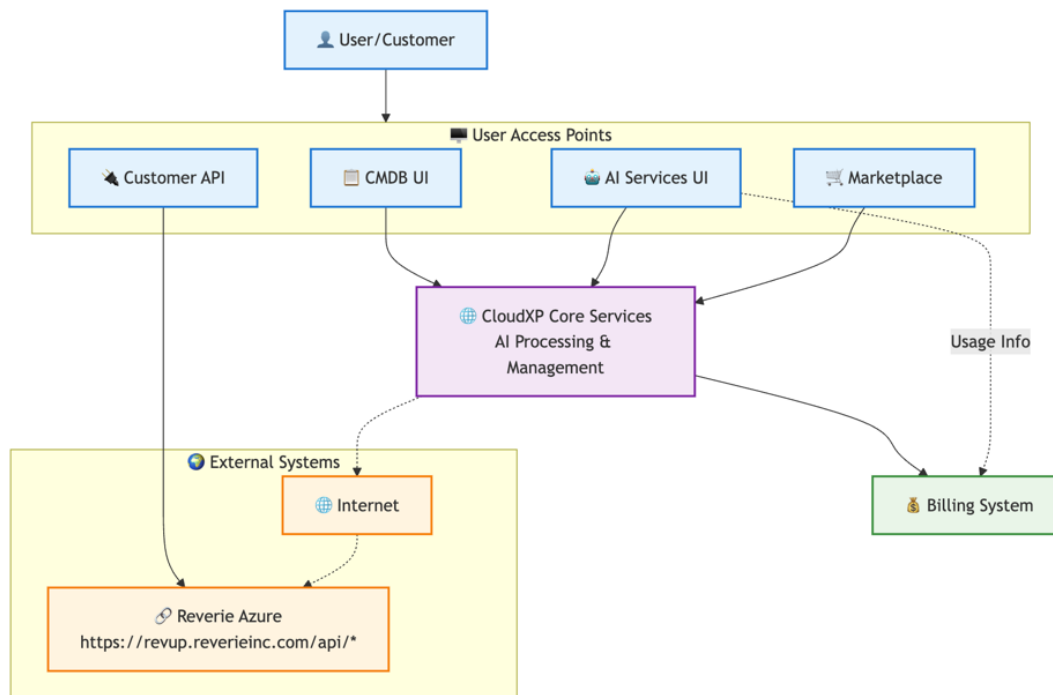 👤 User/Customer
🖥️ User Access Points
🔌 Customer API
📋 CMDB UI
🤖 AI Services UI
🛒 Marketplace
🌐 CloudXP Core Services
AI Processing &
Management
Usage Info
🌍 External Systems
🌐 Internet
💰 Billing System
🔗 Reverie Azure
https://revup.reverieinc.com/api/*